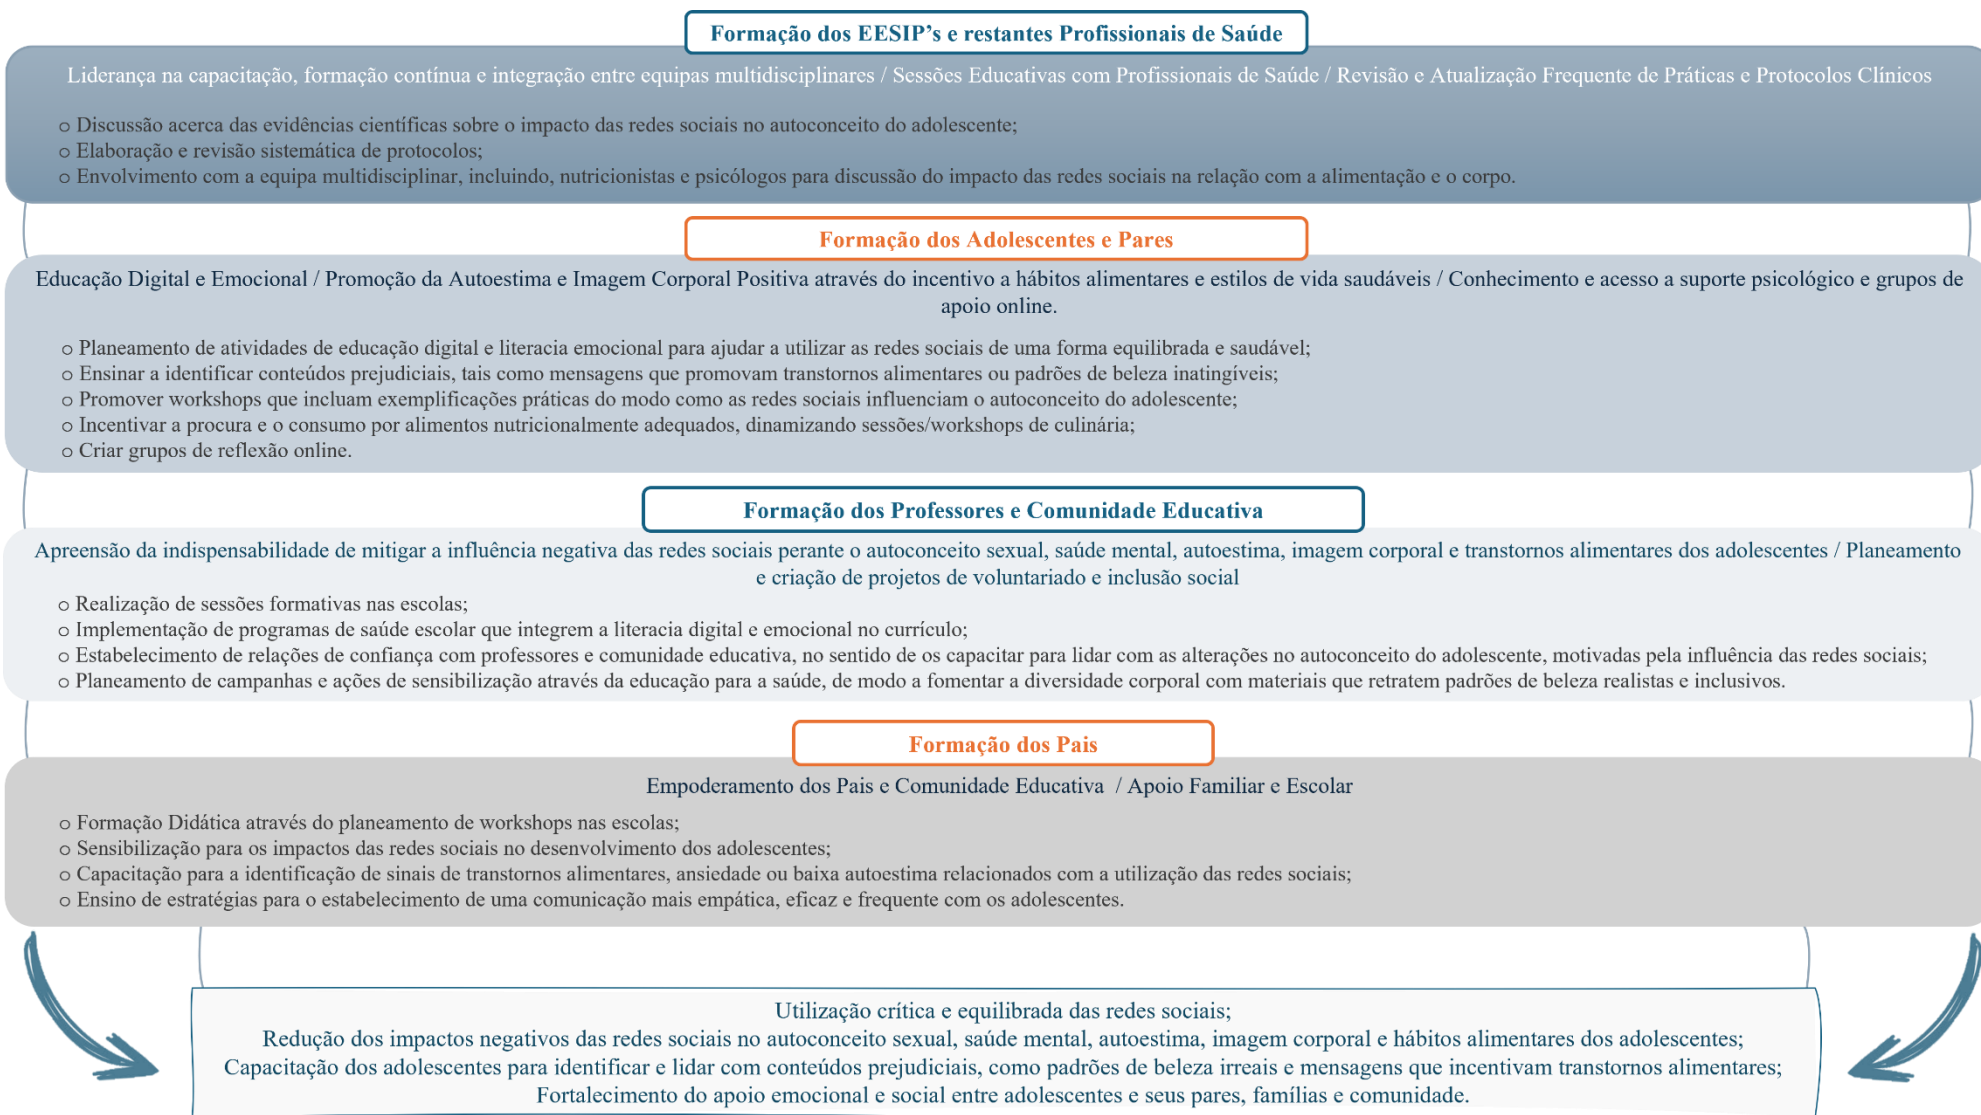 Formação dos EESIP’s e restantes Profissionais de Saúde
Liderança na capacitação, formação contínua e integração entre equipas multidisciplinares / Sessões Educativas com Profissionais de Saúde / Revisão e Atualização Frequente de Práticas e Protocolos Clínicos
o Discussão acerca das evidências científicas sobre o impacto das redes sociais no autoconceito do adolescente;
o Elaboração e revisão sistemática de protocolos;
o Envolvimento com a equipa multidisciplinar, incluindo, nutricionistas e psicólogos para discussão do impacto das redes sociais na relação com a alimentação e o corpo.
Formação dos Adolescentes e Pares
Educação Digital e Emocional / Promoção da Autoestima e Imagem Corporal Positiva através do incentivo a hábitos alimentares e estilos de vida saudáveis / Conhecimento e acesso a suporte psicológico e grupos de
apoio online.
o Planeamento de atividades de educação digital e literacia emocional para ajudar a utilizar as redes sociais de uma forma equilibrada e saudável;
o Ensinar a identificar conteúdos prejudiciais, tais como mensagens que promovam transtornos alimentares ou padrões de beleza inatingíveis;
o Promover workshops que incluam exemplificações práticas do modo como as redes sociais influenciam o autoconceito do adolescente;
o Incentivar a procura e o consumo por alimentos nutricionalmente adequados, dinamizando sessões/workshops de culinária;
o Criar grupos de reflexão online.
Formação dos Professores e Comunidade Educativa
Apreensão da indispensabilidade de mitigar a influência negativa das redes sociais perante o autoconceito sexual, saúde mental, autoestima, imagem corporal e transtornos alimentares dos adolescentes / Planeamento
e criação de projetos de voluntariado e inclusão social
o Realização de sessões formativas nas escolas;
o Implementação de programas de saúde escolar que integrem a literacia digital e emocional no currículo;
o Estabelecimento de relações de confiança com professores e comunidade educativa, no sentido de os capacitar para lidar com as alterações no autoconceito do adolescente, motivadas pela influência das redes sociais;
o Planeamento de campanhas e ações de sensibilização através da educação para a saúde, de modo a fomentar a diversidade corporal com materiais que retratem padrões de beleza realistas e inclusivos.
Formação dos Pais
Empoderamento dos Pais e Comunidade Educativa / Apoio Familiar e Escolar
o Formação Didática através do planeamento de workshops nas escolas;
o Sensibilização para os impactos das redes sociais no desenvolvimento dos adolescentes;
o Capacitação para a identificação de sinais de transtornos alimentares, ansiedade ou baixa autoestima relacionados com a utilização das redes sociais;
o Ensino de estratégias para o estabelecimento de uma comunicação mais empática, eficaz e frequente com os adolescentes.
Utilização crítica e equilibrada das redes sociais;
Redução dos impactos negativos das redes sociais no autoconceito sexual, saúde mental, autoestima, imagem corporal e hábitos alimentares dos adolescentes;
Capacitação dos adolescentes para identificar e lidar com conteúdos prejudiciais, como padrões de beleza irreais e mensagens que incentivam transtornos alimentares;
Fortalecimento do apoio emocional e social entre adolescentes e seus pares, famílias e comunidade.